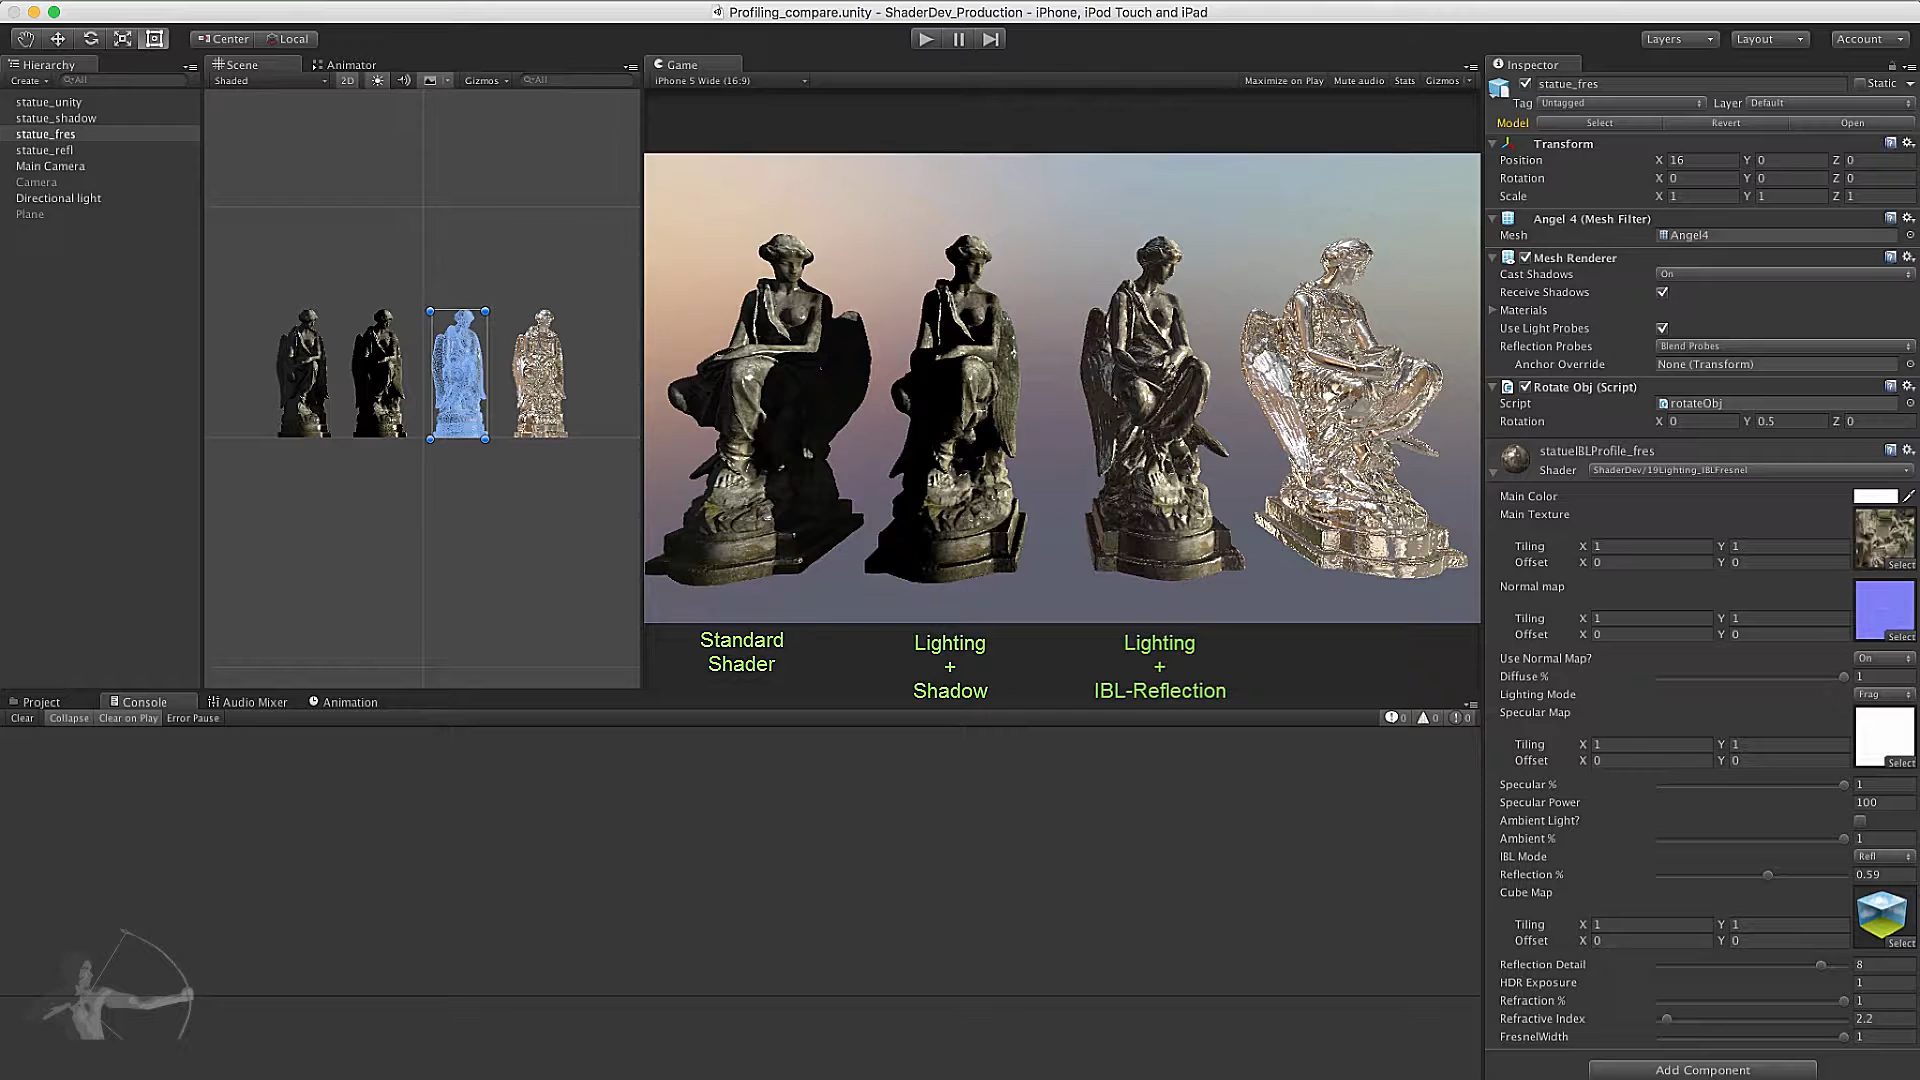 Profiling_compare.unity - ShaderDev_Production - iPhone, iPod Touch and iPad
Center Local
Layers Layout Account
Hierarchy
Create All
statue_unity
statue_shadow
statue_fres
statue_refl
Main Camera
Camera
Directional light
Plane
Scene Animator
Shaded 2D Gizmos All
Game
iPhone 5 Wide (16:9) Maximize on Play Mute audio Stats Gizmos
Standard
Shader
Lighting
+
Shadow
Lighting
+
IBL-Reflection
Project Console Audio Mixer Animation
Clear Collapse Clear on Play Error Pause 0 0 0
Inspector
statue_fres Static
Tag Untagged Layer Default
Model Select Revert Open
Transform
Position X 16 Y 0 Z 0
Rotation X 0 Y 0 Z 0
Scale X 1 Y 1 Z 1
Angel 4 (Mesh Filter)
Mesh Angel4
Mesh Renderer
Cast Shadows On
Receive Shadows
Materials
Use Light Probes
Reflection Probes Blend Probes
Anchor Override None (Transform)
Rotate Obj (Script)
Script rotateObj
Rotation X 0 Y 0.5 Z 0
statueIBLProfile_fres
Shader ShaderDev/19Lighting_IBLFresnel
Main Color
Main Texture
Tiling X 1 Y 1
Offset X 0 Y 0
Select
Normal map
Tiling X 1 Y 1
Offset X 0 Y 0
Select
Use Normal Map? On
Diffuse % 1
Lighting Mode Frag
Specular Map
Tiling X 1 Y 1
Offset X 0 Y 0
Select
Specular % 1
Specular Power 100
Ambient Light?
Ambient % 1
IBL Mode Refl
Reflection % 0.59
Cube Map
Tiling X 1 Y 1
Offset X 0 Y 0
Select
Reflection Detail 8
HDR Exposure 1
Refraction % 1
Refractive Index 2.2
FresnelWidth 1
Add Component